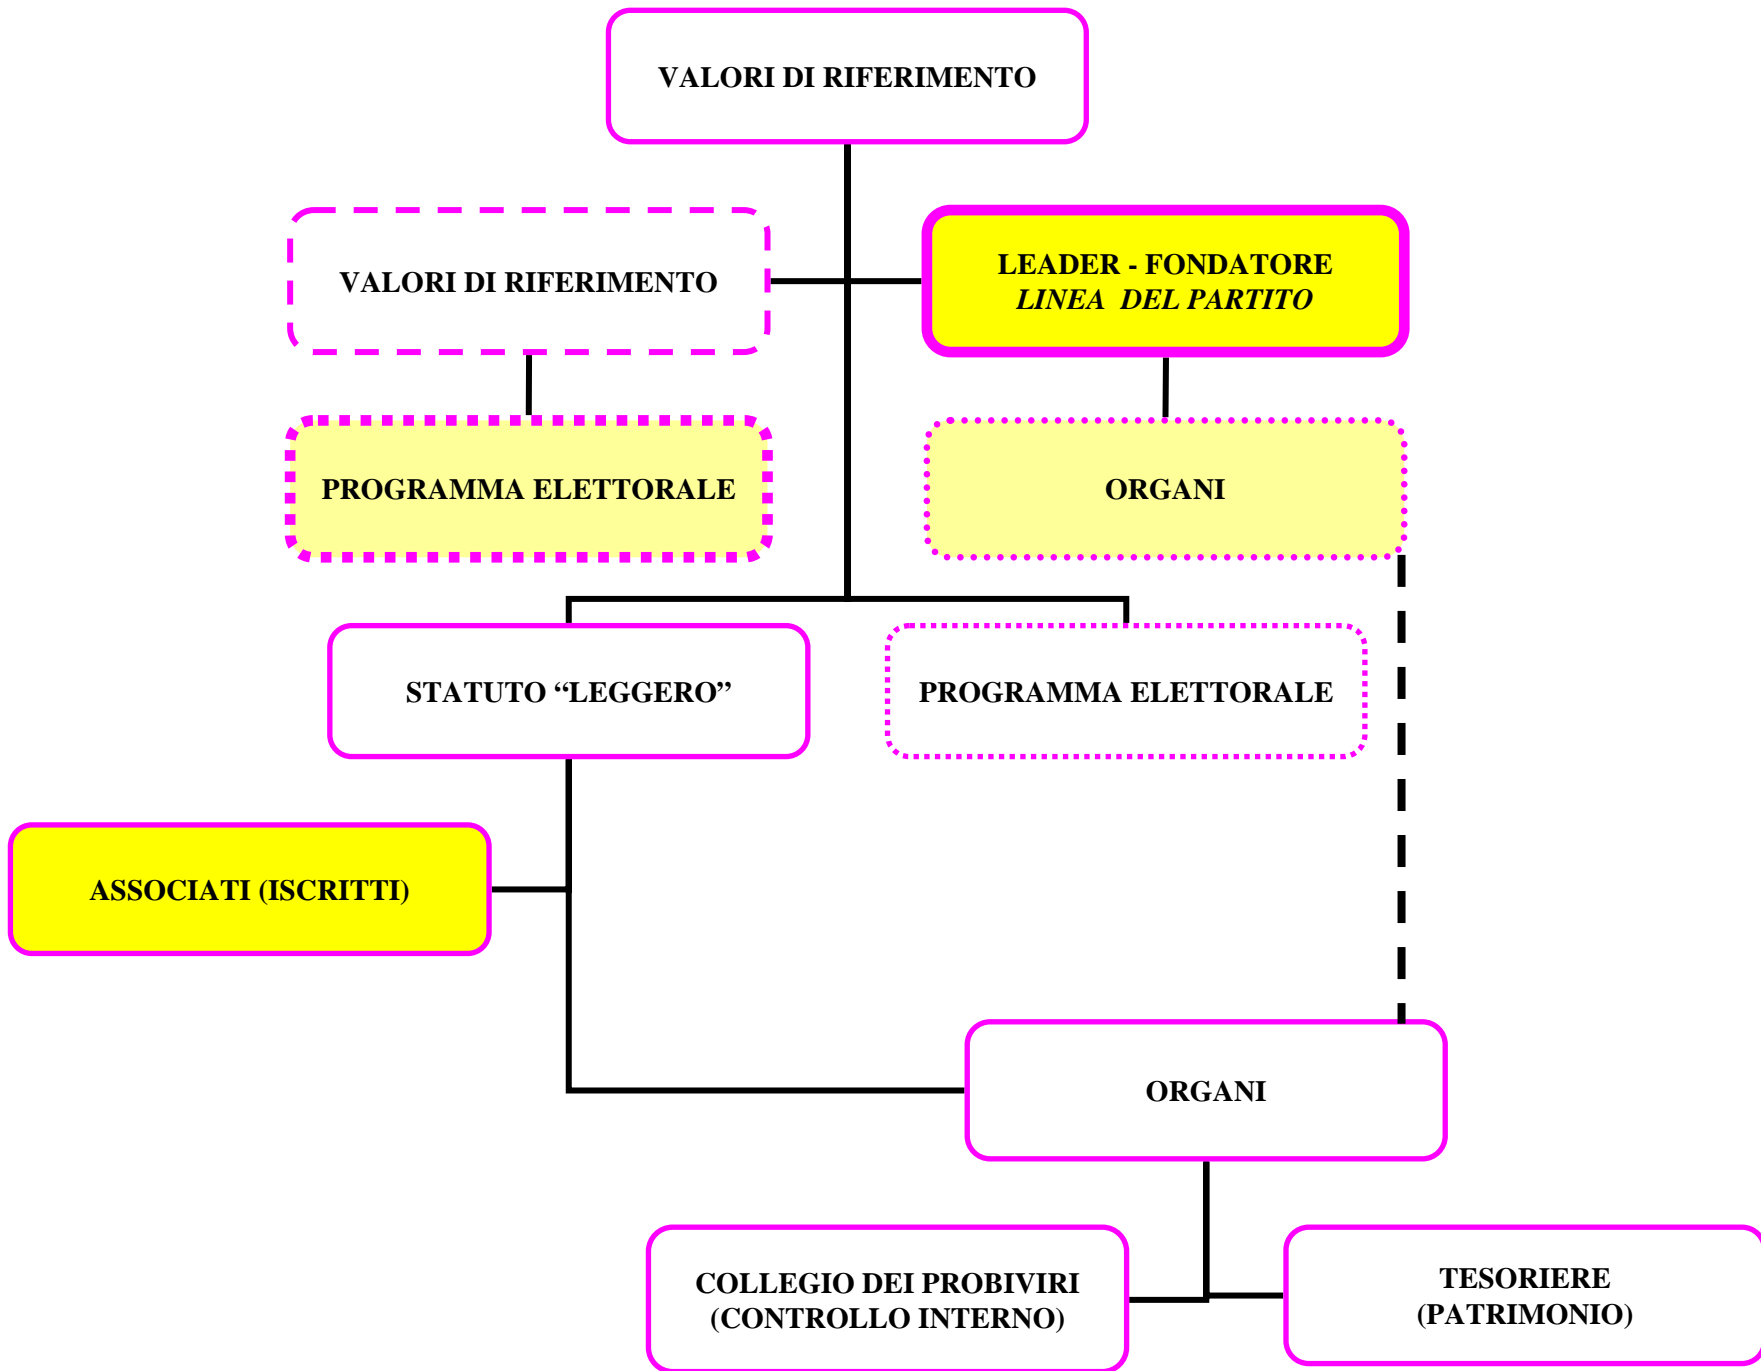 VALORI DI RIFERIMENTO
VALORI DI RIFERIMENTO
LEADER - FONDATORE
LINEA DEL PARTITO
PROGRAMMA ELETTORALE
ORGANI
STATUTO “LEGGERO”
PROGRAMMA ELETTORALE
ASSOCIATI (ISCRITTI)
ORGANI
COLLEGIO DEI PROBIVIRI
(CONTROLLO INTERNO)
TESORIERE
(PATRIMONIO)